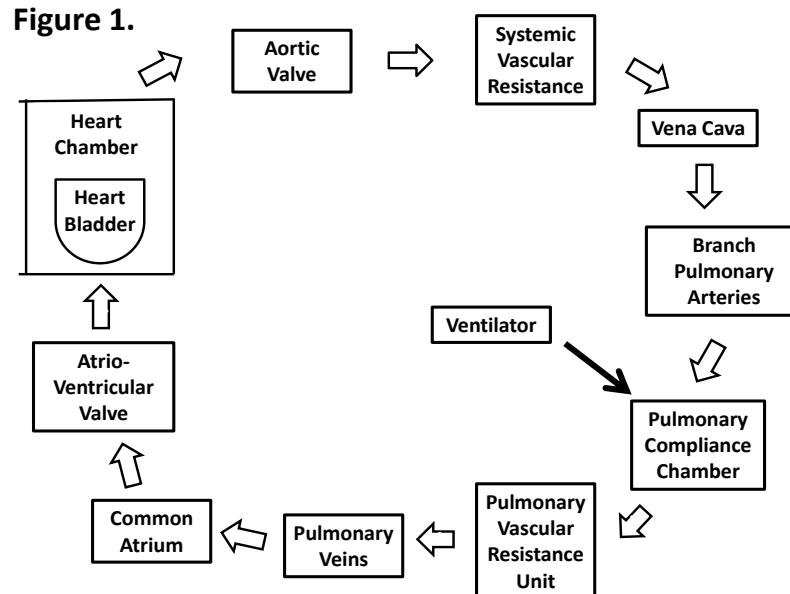 Figure 1.
Aortic
Valve
Systemic
Vascular
Resistance
Vena Cava
Branch
Pulmonary
Arteries
Ventilator
Pulmonary
Compliance
Chamber
Pulmonary
Vascular
Resistance
Unit
Pulmonary
Veins
Common
Atrium
Atrio-
Ventricular
Valve
Heart
Chamber
Heart
Bladder